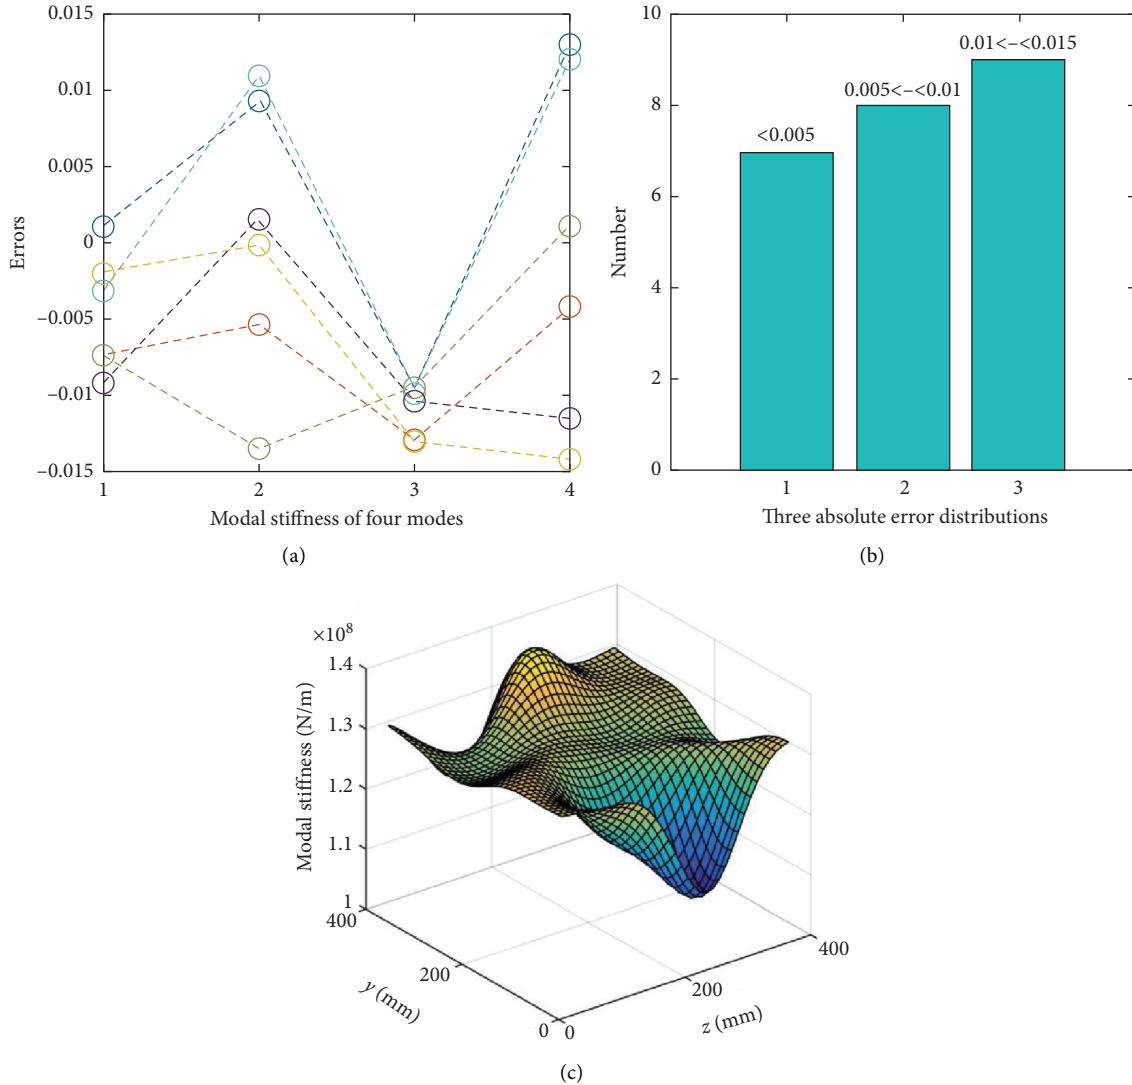 0.015
0.01
0.005
0
−0.005
−0.01
−0.015
Errors
1 2 3 4
Modal stiffness of four modes
(a)
10
8
6
4
2
0
Number
<0.005
0.005<–<0.01
0.01<–<0.015
1 2 3
Three absolute error distributions
(b)
×10⁸
1.4
1.3
1.2
1.1
1
Modal stiffness (N/m)
400
200
0
y (mm)
0
200
400
z (mm)
(c)